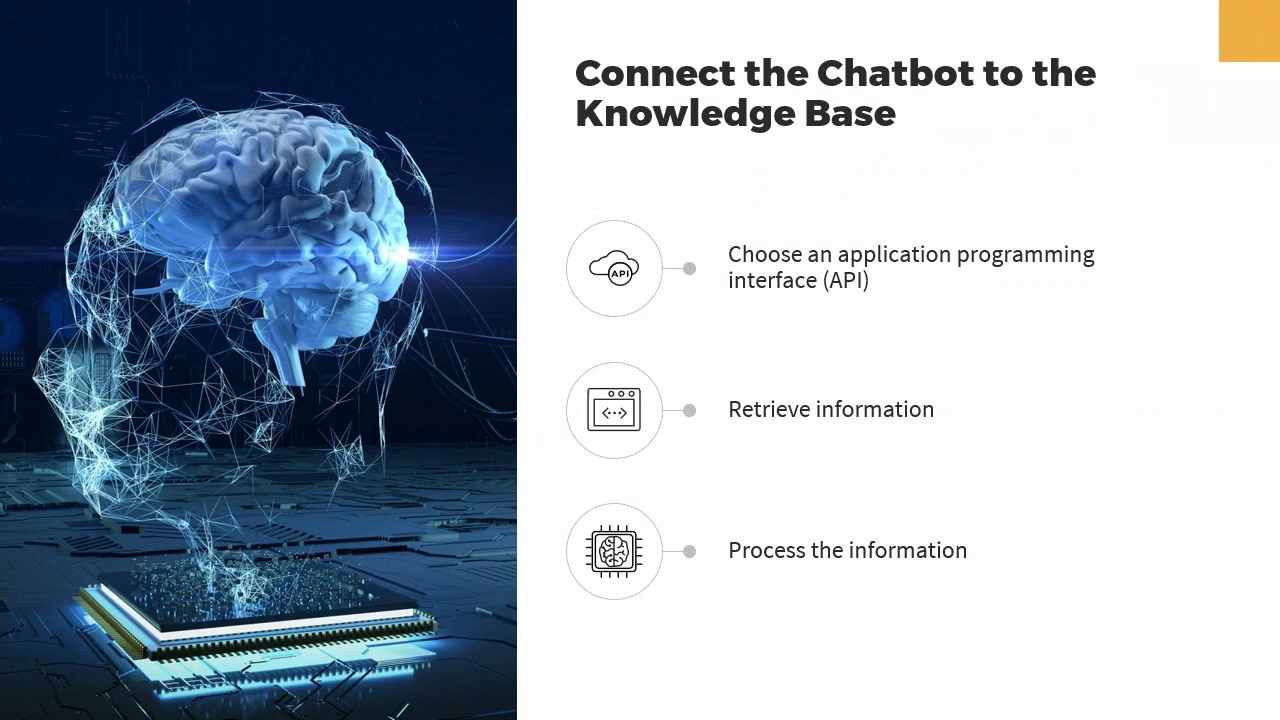 Connect the Chatbot to the
Knowledge Base
API
Choose an application programming
interface (API)
Retrieve information
Process the information